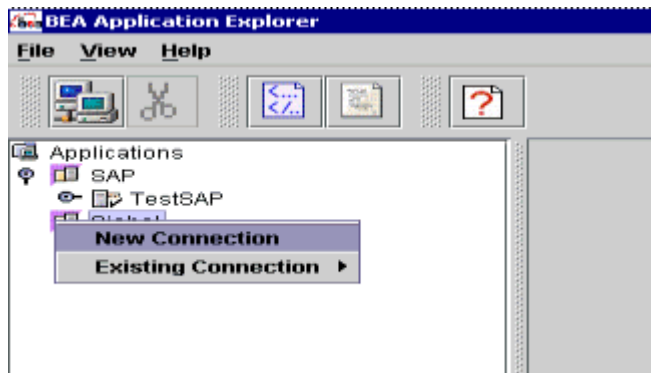 BEA Application Explorer
File View Help
Applications
SAP
TestSAP
New Connection
Existing Connection